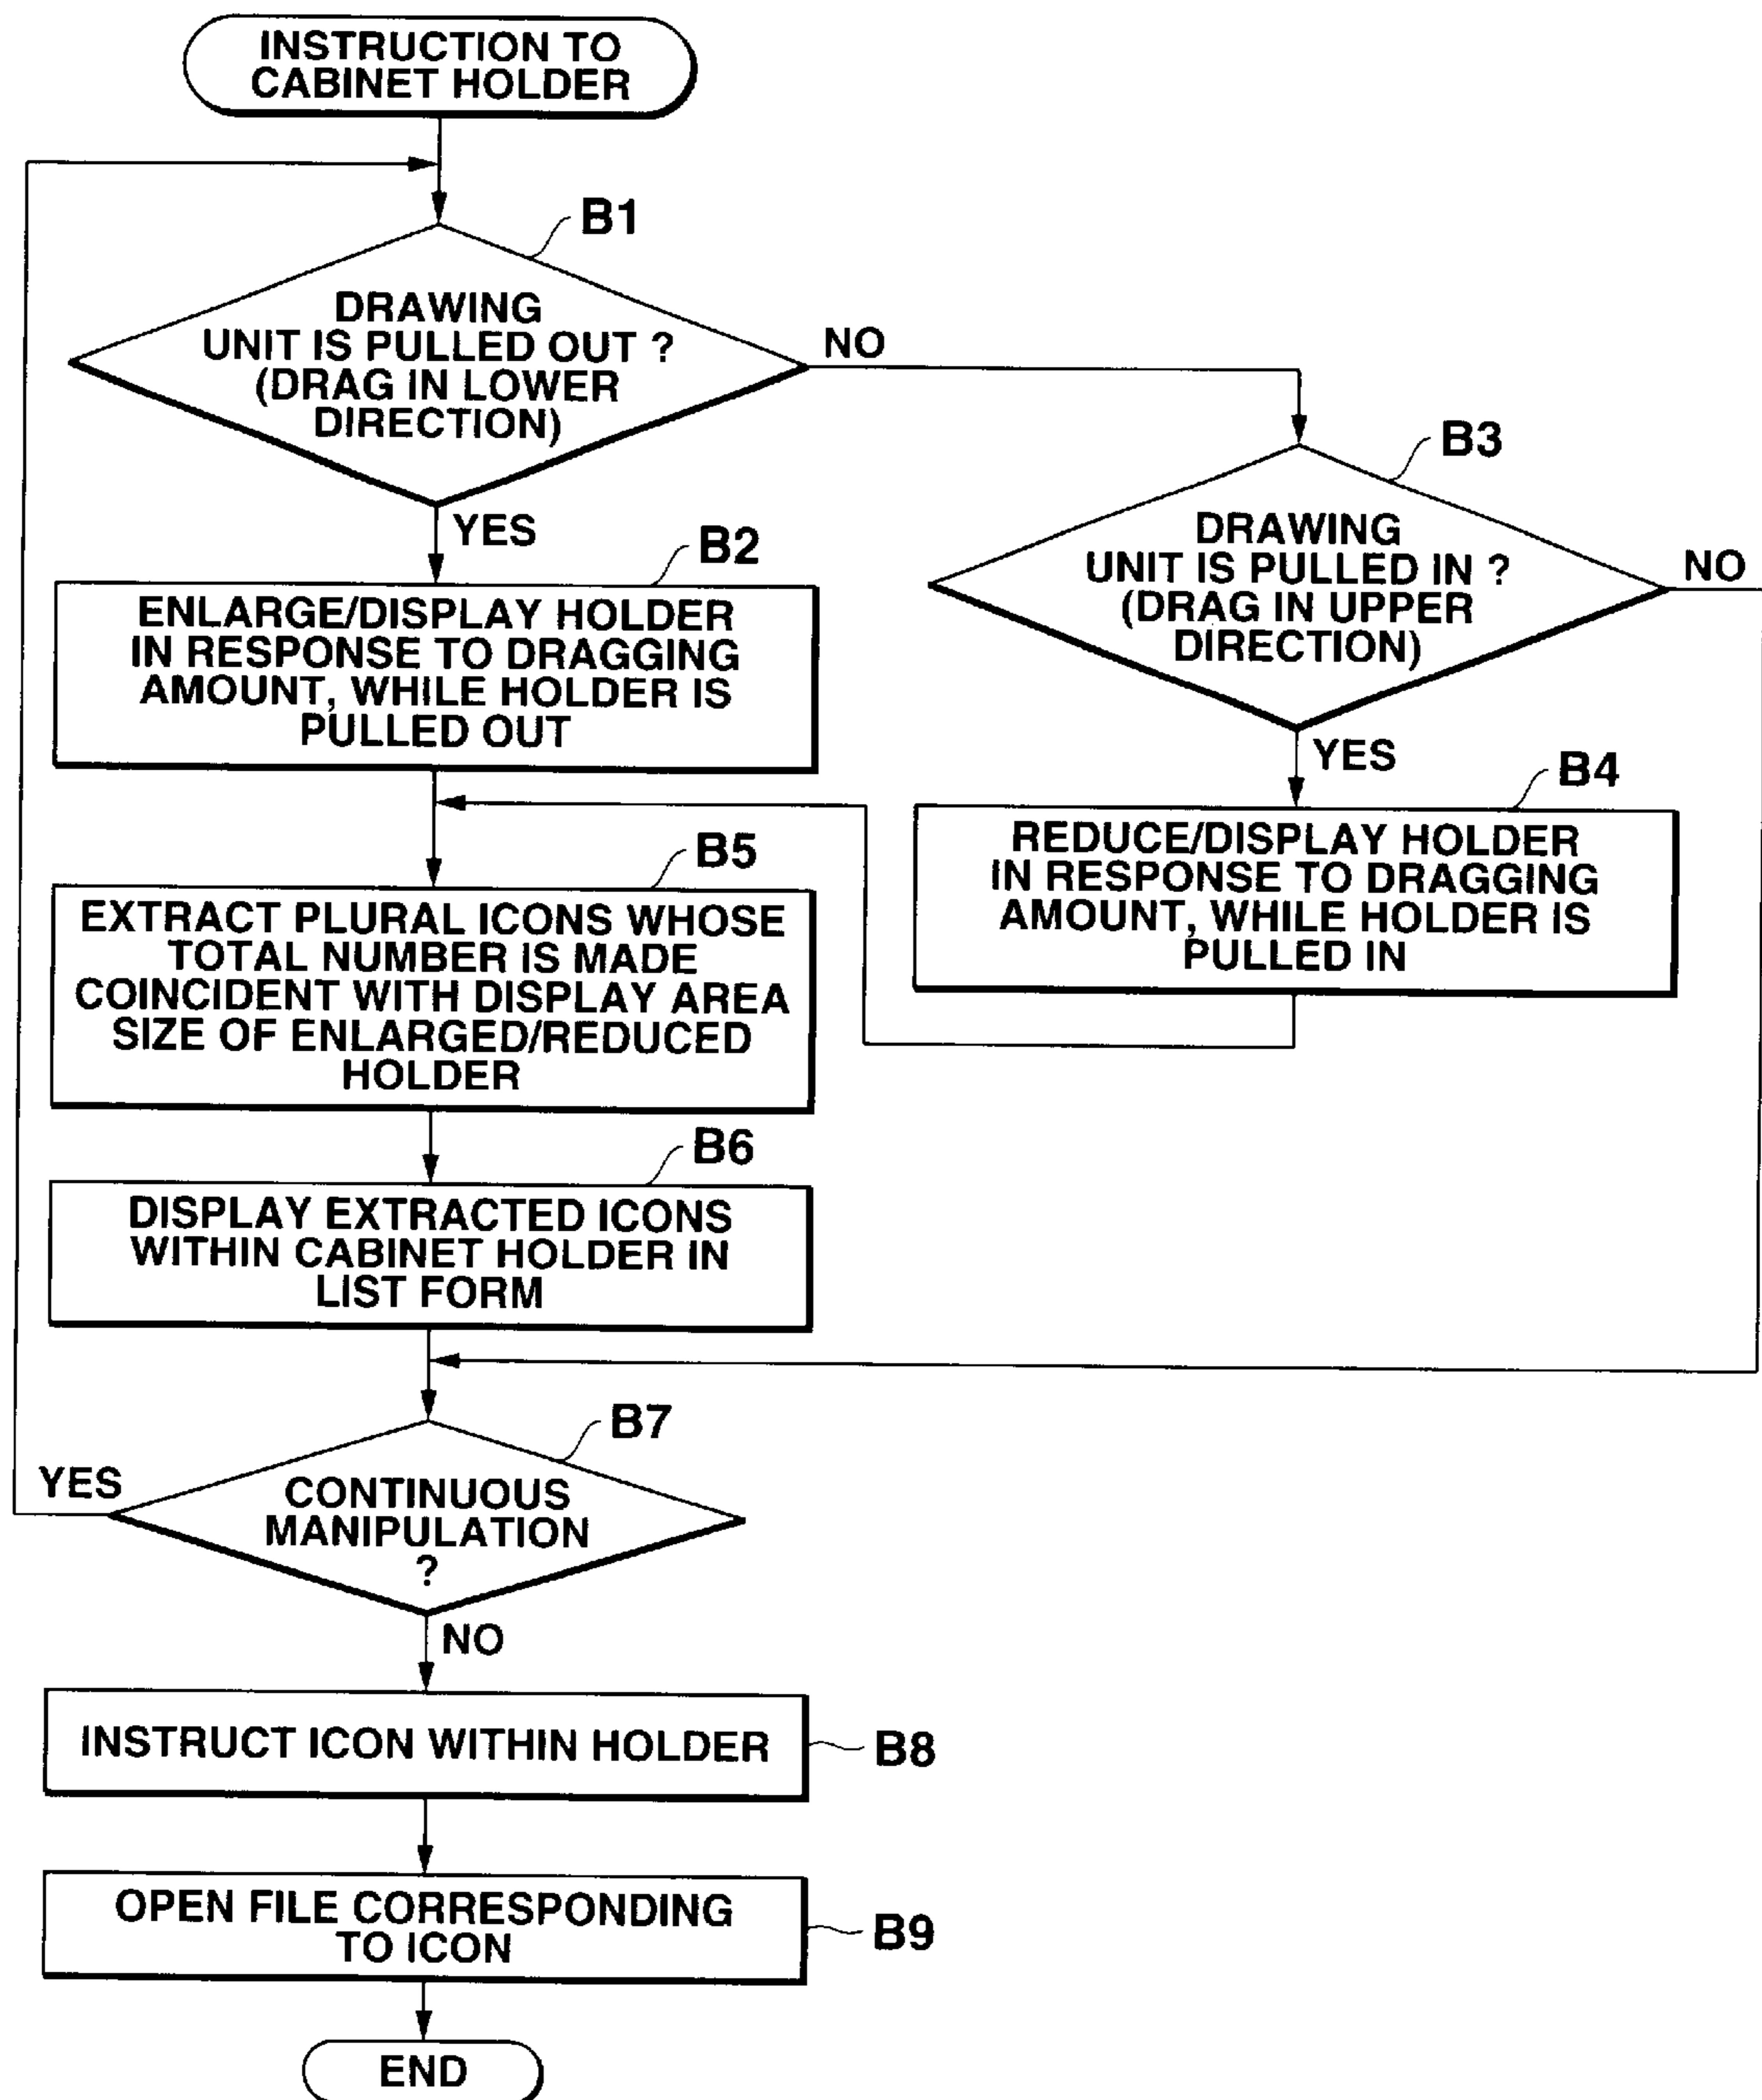 INSTRUCTION TO
CABINET HOLDER
B1
DRAWING
UNIT IS PULLED OUT ?
(DRAG IN LOWER
DIRECTION)
NO
YES
B3
DRAWING
UNIT IS PULLED IN ?
(DRAG IN UPPER
DIRECTION)
NO
YES
B2
ENLARGE/DISPLAY HOLDER
IN RESPONSE TO DRAGGING
AMOUNT, WHILE HOLDER IS
PULLED OUT
B4
REDUCE/DISPLAY HOLDER
IN RESPONSE TO DRAGGING
AMOUNT, WHILE HOLDER IS
PULLED IN
B5
EXTRACT PLURAL ICONS WHOSE
TOTAL NUMBER IS MADE
COINCIDENT WITH DISPLAY AREA
SIZE OF ENLARGED/REDUCED
HOLDER
B6
DISPLAY EXTRACTED ICONS
WITHIN CABINET HOLDER IN
LIST FORM
B7
YES
CONTINUOUS
MANIPULATION
?
NO
INSTRUCT ICON WITHIN HOLDER
B8
OPEN FILE CORRESPONDING
TO ICON
B9
END